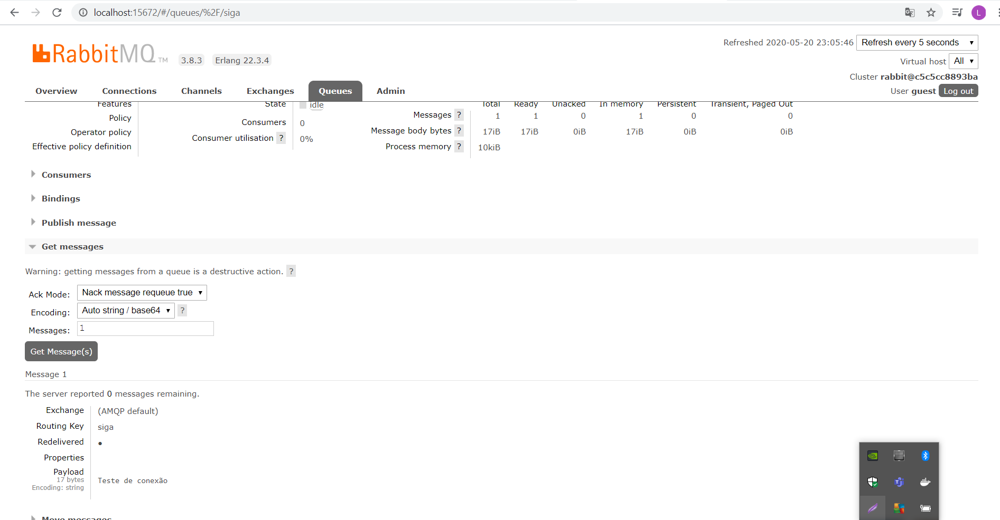 localhost:15672/#/queues/%2F/siga
L
RabbitMQ TM 3.8.3 Erlang 22.3.4
Refreshed 2020-05-20 23:05:46 Refresh every 5 seconds
Virtual host All
Cluster rabbit@c5c5cc8893ba
User guest Log out
Overview Connections Channels Exchanges Queues Admin
Features
Policy
Operator policy
Effective policy definition
State idle
Consumers 0
Consumer utilisation ? 0%
Total Ready Unacked In memory Persistent Transient, Paged Out
Messages ? 1 1 0 1 0 0
Message body bytes ? 17iB 17iB 0iB 17iB 0iB 0iB
Process memory ? 10kiB
Consumers
Bindings
Publish message
Get messages
Warning: getting messages from a queue is a destructive action. ?
Ack Mode: Nack message requeue true
Encoding: Auto string / base64 ?
Messages: 1
Get Message(s)
Message 1
The server reported 0 messages remaining.
Exchange (AMQP default)
Routing Key siga
Redelivered ●
Properties
Payload
17 bytes
Encoding: string
Teste de conexão
Move messages